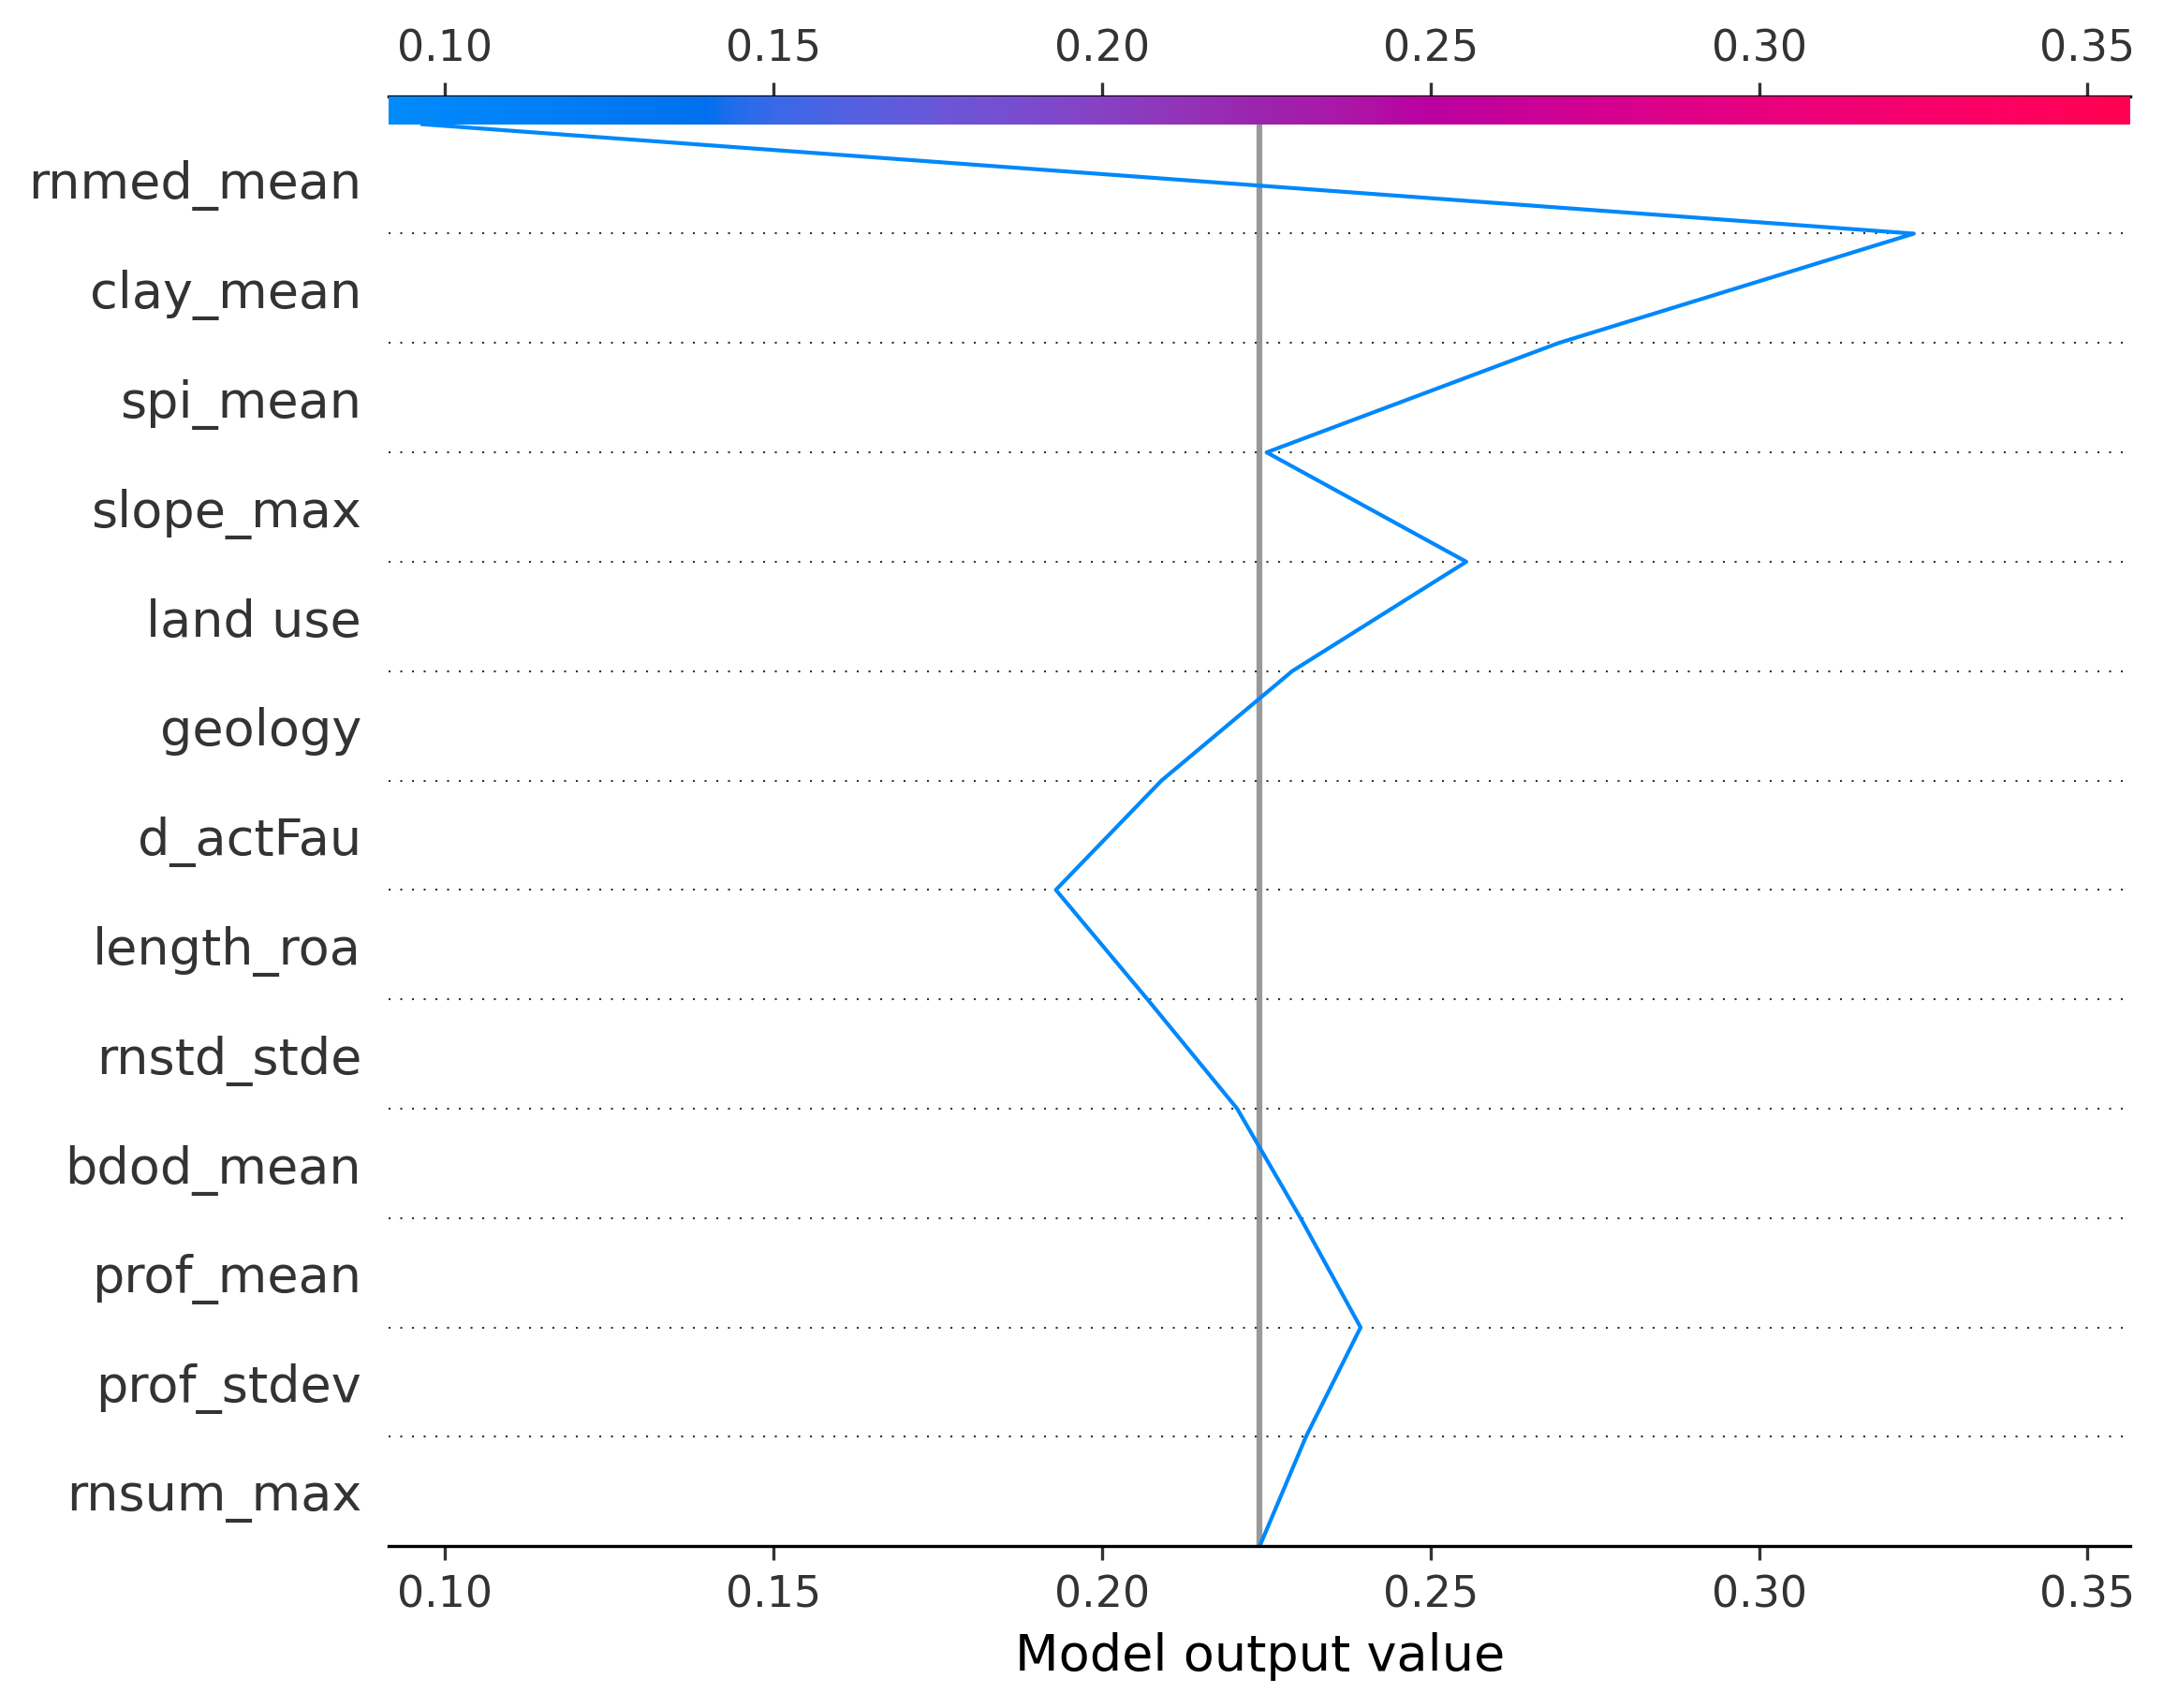 0.10 0.15 0.20 0.25 0.30 0.35
rnmed_mean
clay_mean
spi_mean
slope_max
land use
geology
d_actFau
length_roa
rnstd_stde
bdod_mean
prof_mean
prof_stdev
rnsum_max
0.10 0.15 0.20 0.25 0.30 0.35
Model output value